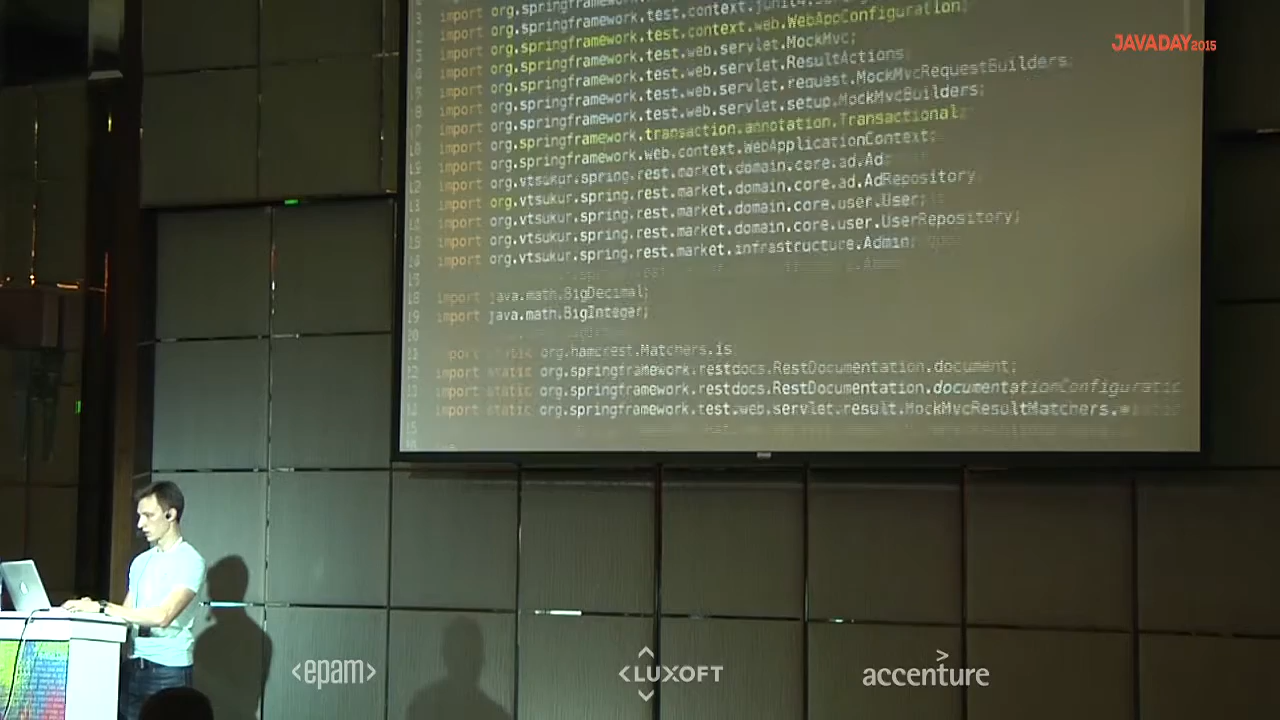 JAVADAY2015
import org.springframework.test.context.web.WebAppConfiguration;
import org.springframework.test.web.servlet.MockMvc;
import org.springframework.test.web.servlet.ResultActions;
import org.springframework.test.web.servlet.request.MockMvcRequestBuilders;
import org.springframework.test.web.servlet.setup.MockMvcBuilders;
import org.springframework.transaction.annotation.Transactional;
import org.springframework.web.context.WebApplicationContext;
import org.vtsukur.spring.rest.market.domain.core.ad.Ad;
import org.vtsukur.spring.rest.market.domain.core.ad.AdRepository;
import org.vtsukur.spring.rest.market.domain.core.user.User;
import org.vtsukur.spring.rest.market.domain.core.user.UserRepository;
import org.vtsukur.spring.rest.market.infrastructure.Admin;
import java.math.BigDecimal;
import java.math.BigInteger;
org.hamcrest.Matchers.is
import static org.springframework.restdocs.RestDocumentation.document;
import static org.springframework.restdocs.RestDocumentation.documentationConfiguratio
import static org.springframework.test.web.servlet.result.MockMvcResultMatchers.*
<epam>
<LUXOFT
accenture